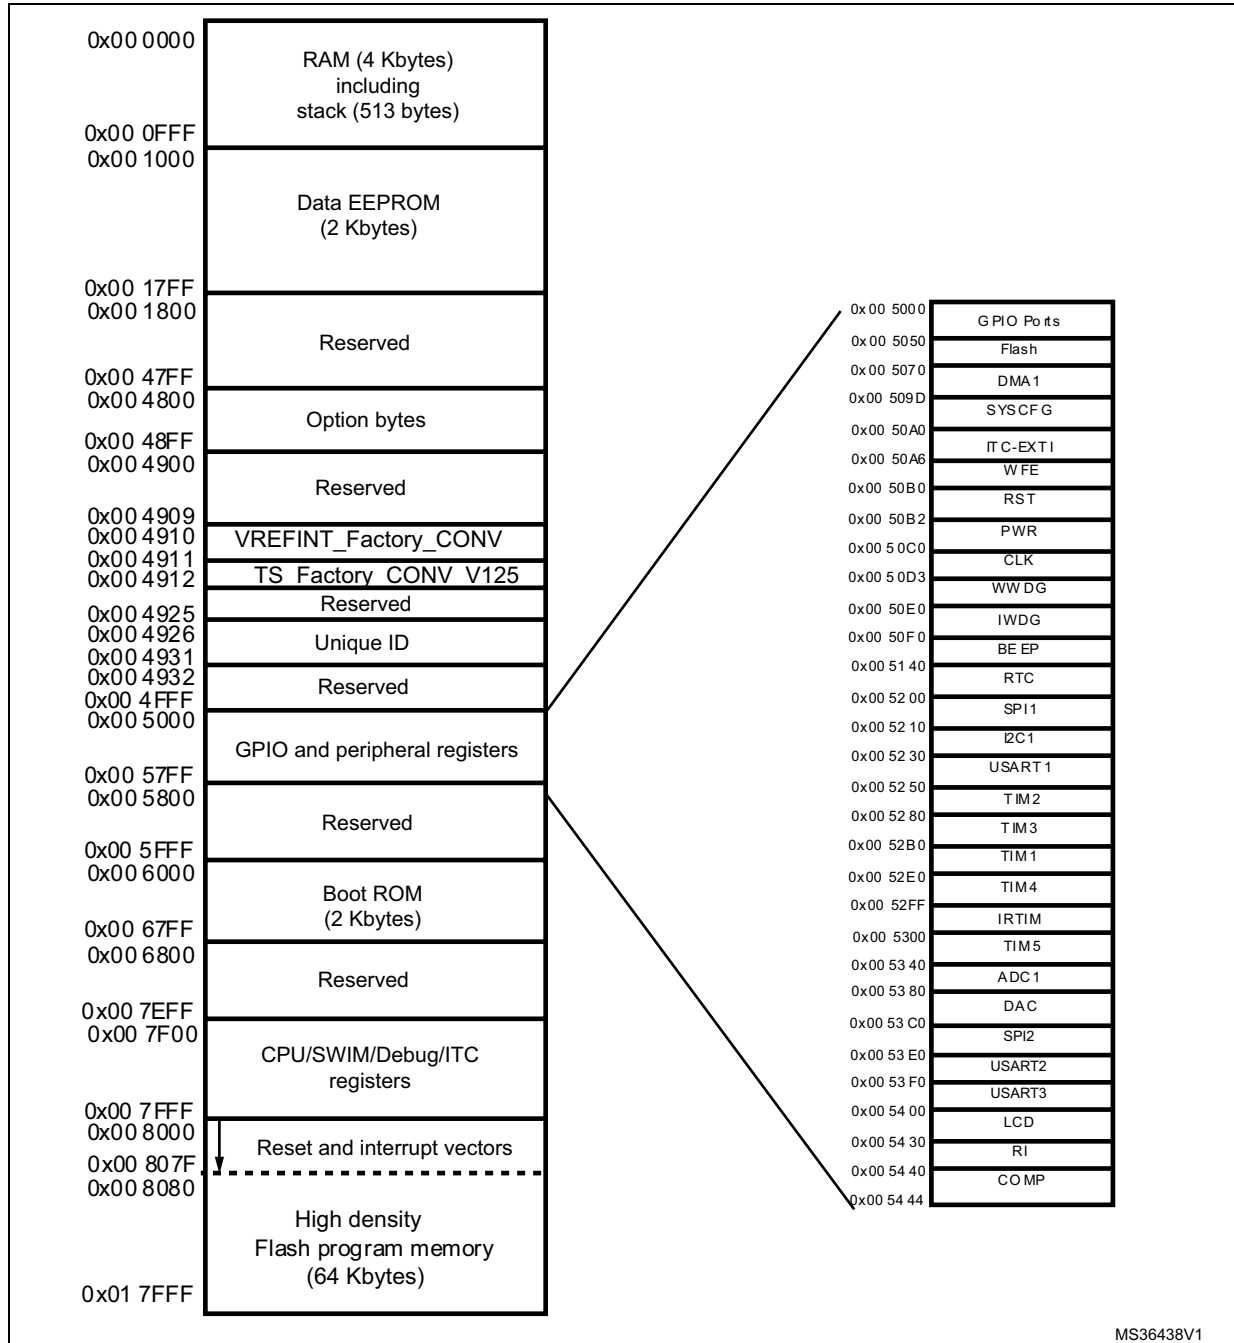 0x00 0000
RAM (4 Kbytes)
including
stack (513 bytes)
0x00 0FFF
0x00 1000
Data EEPROM
(2 Kbytes)
0x00 17FF
0x00 1800
Reserved
0x00 47FF
0x00 4800
Option bytes
0x00 48FF
0x00 4900
Reserved
0x00 4909
0x00 4910
VREFINT_Factory_CONV
0x00 4911
0x00 4912
TS_Factory_CONV_V125
Reserved
0x00 4925
0x00 4926
Unique ID
0x00 4931
0x00 4932
Reserved
0x00 4FFF
0x00 5000
GPIO and peripheral registers
0x00 57FF
0x00 5800
Reserved
0x00 5FFF
0x00 6000
Boot ROM
(2 Kbytes)
0x00 67FF
0x00 6800
Reserved
0x00 7EFF
0x00 7F00
CPU/SWIM/Debug/ITC
registers
0x00 7FFF
0x00 8000
Reset and interrupt vectors
0x00 807F
0x00 8080
High density
Flash program memory
(64 Kbytes)
0x01 7FFF
0x00 5000
GPIO Ports
0x00 5050
Flash
0x00 5070
DMA1
0x00 509D
SYSCFG
0x00 50A0
ITC-EXTI
0x00 50A6
WFE
0x00 50B0
RST
0x00 50B2
PWR
0x00 50C0
CLK
0x00 50D3
WWDG
0x00 50E0
IWDG
0x00 50F0
BEEP
0x00 5140
RTC
0x00 5200
SPI1
0x00 5210
I2C1
0x00 5230
USART1
0x00 5250
TIM2
0x00 5280
TIM3
0x00 52B0
TIM1
0x00 52E0
TIM4
0x00 52FF
IRTIM
0x00 5300
TIM5
0x00 5340
ADC1
0x00 5380
DAC
0x00 53C0
SPI2
0x00 53E0
USART2
0x00 53F0
USART3
0x00 5400
LCD
0x00 5430
RI
0x00 5440
COMP
0x00 5444
MS36438V1